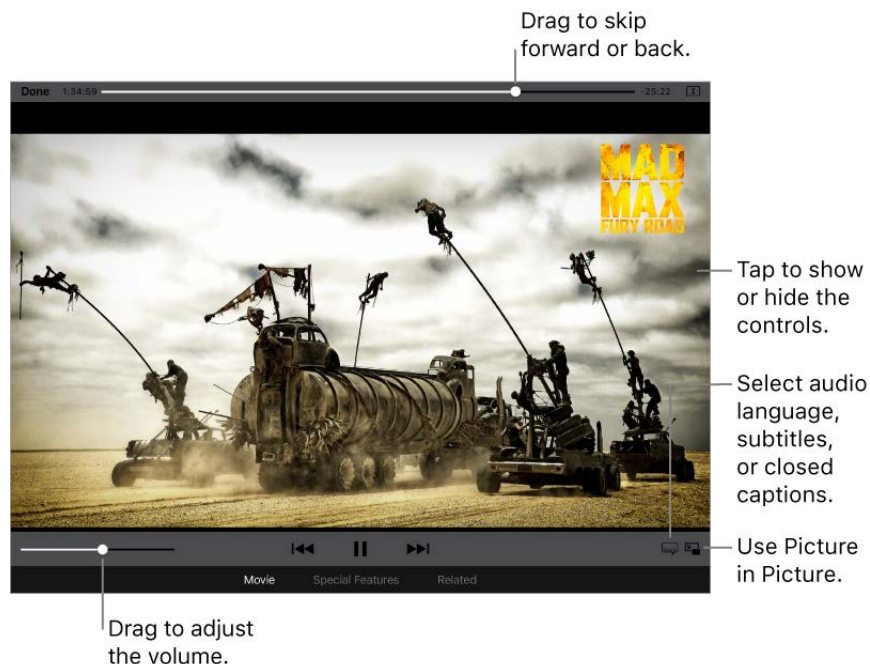 Drag to skip
forward or back.
Done 1:34:59 -25:22
MAD
MAX
FURY ROAD
Tap to show
or hide the
controls.
Select audio
language,
subtitles,
or closed
captions.
Use Picture
in Picture.
Movie Special Features Related
Drag to adjust
the volume.